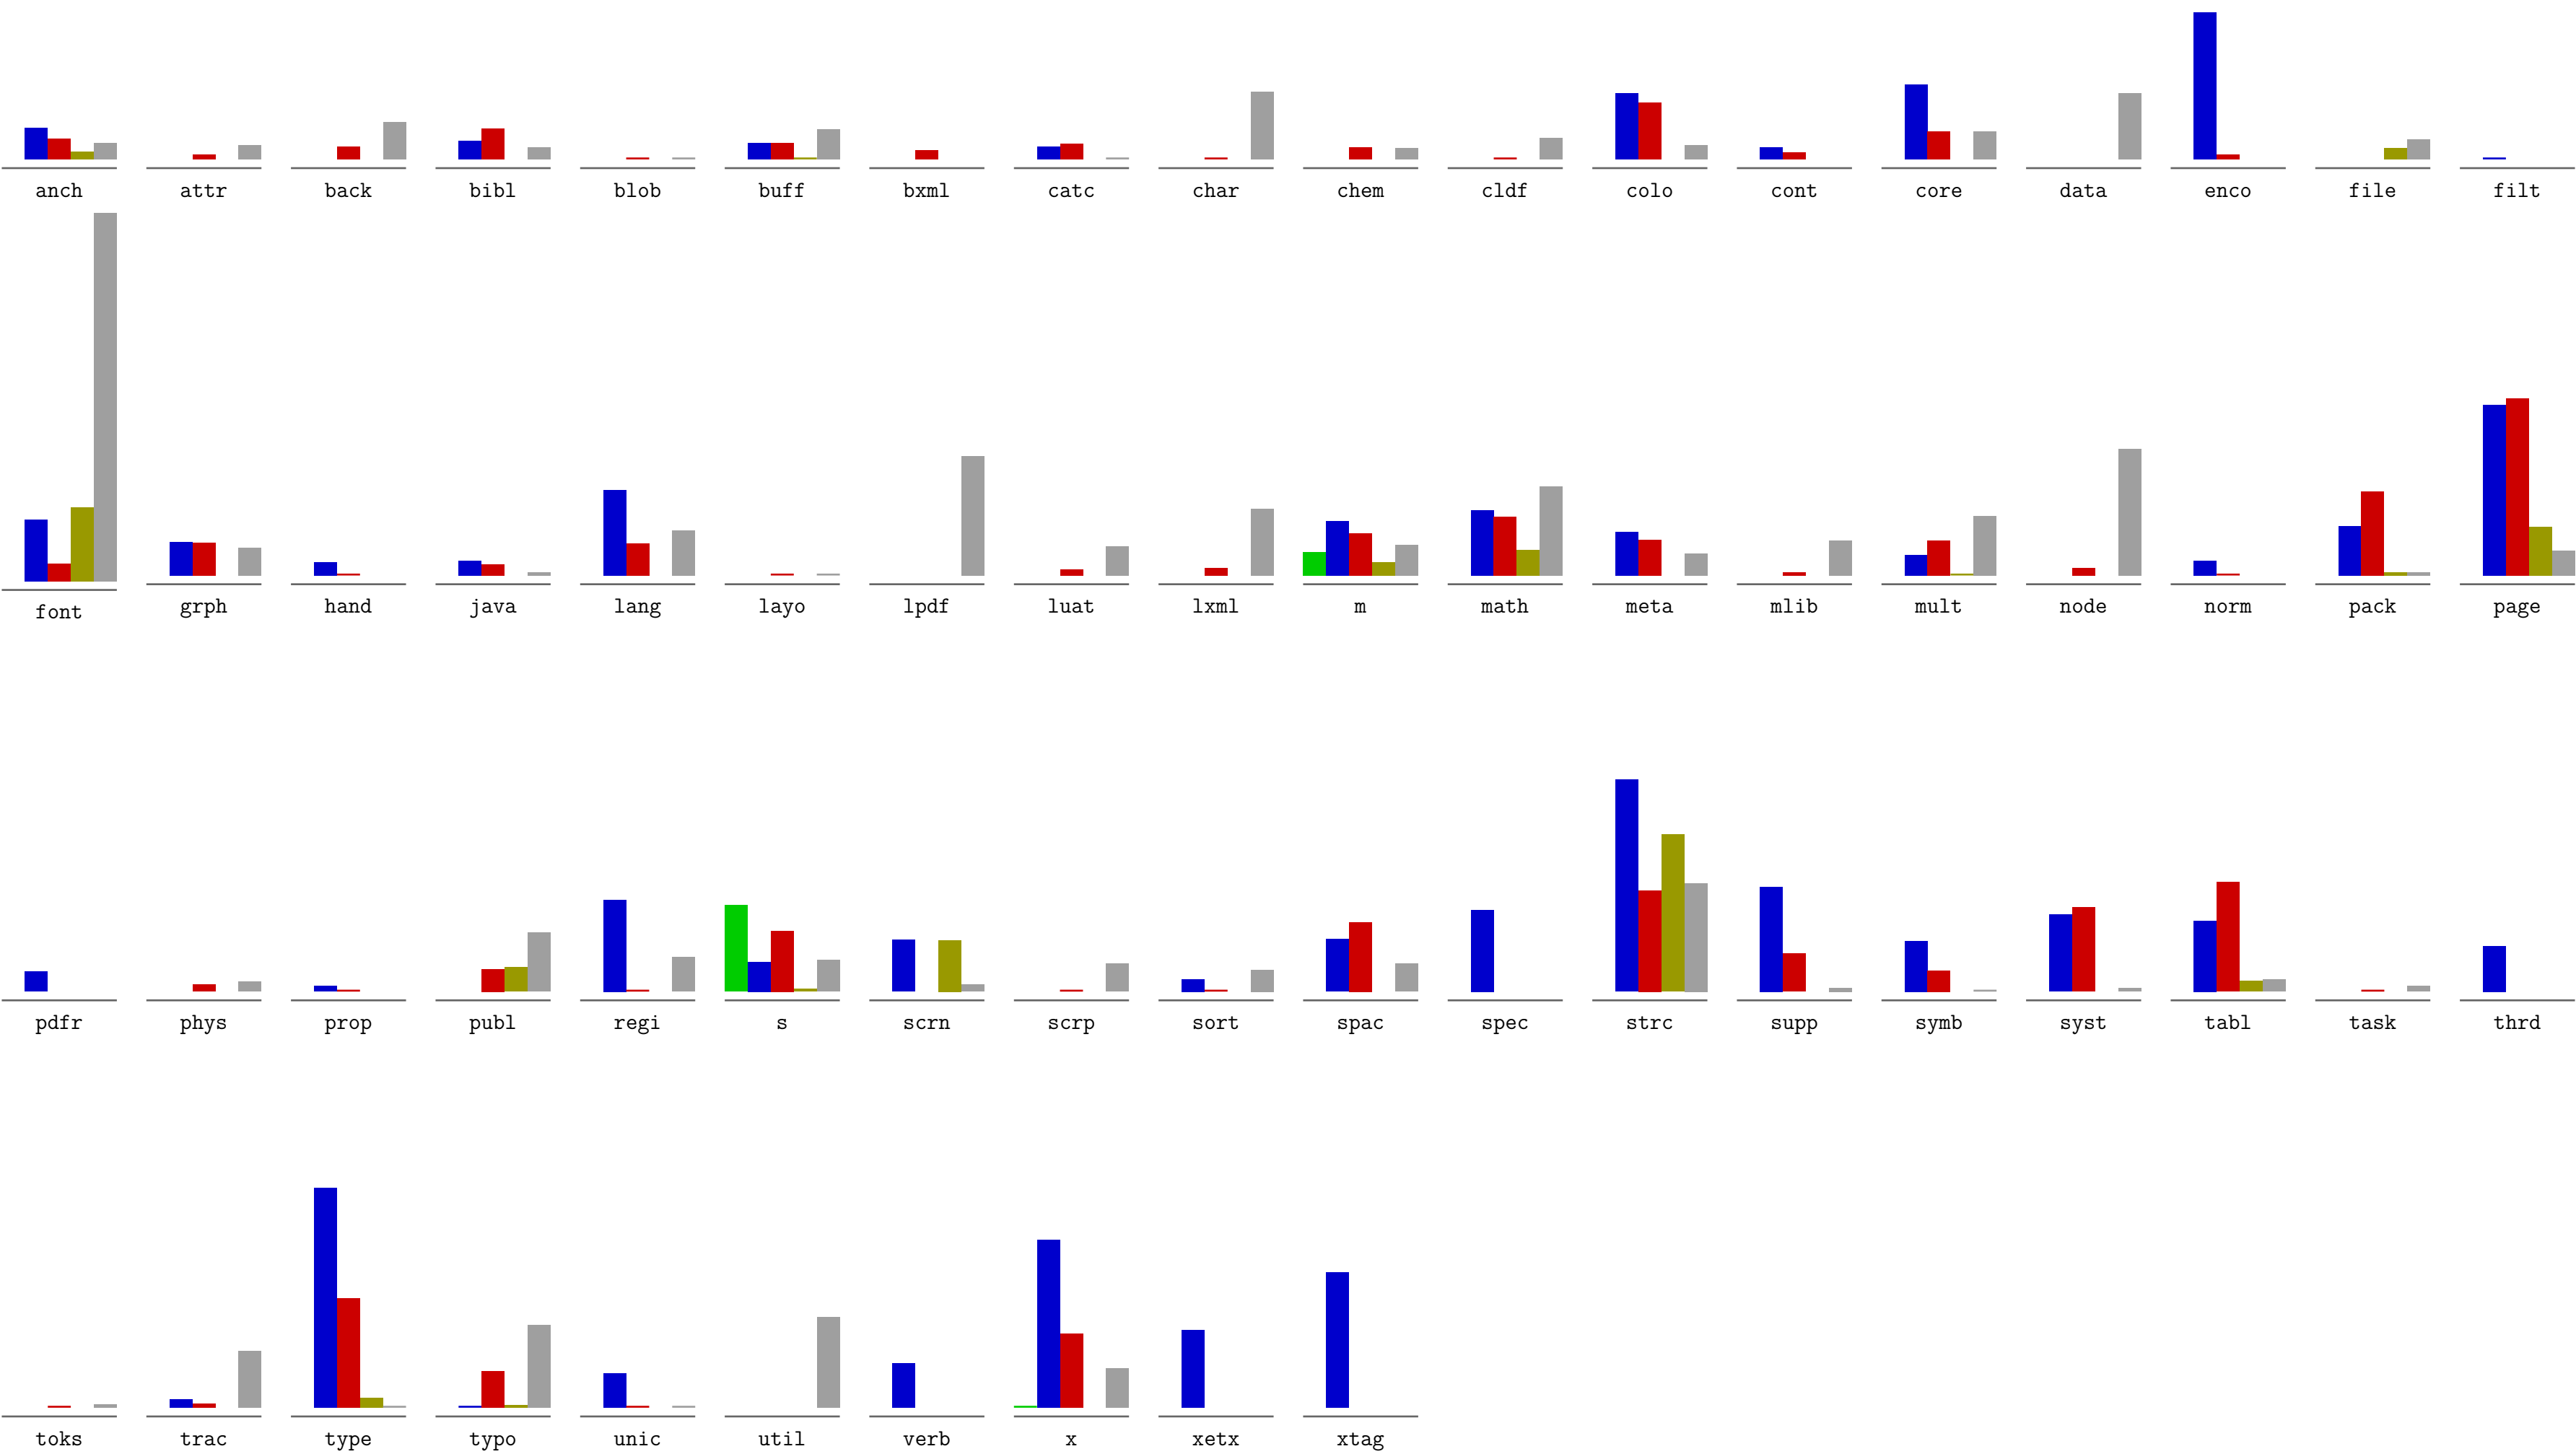 anch attr back bibl blob buff bxml catc char chem cldf colo cont core data enco file filt
font grph hand java lang layo lpdf luat lxml m math meta mlib mult node norm pack page
pdfr phys prop publ regi s scrn scrp sort spac spec strc supp symb syst tabl task thrd
toks trac type typo unic util verb x xetx xtag